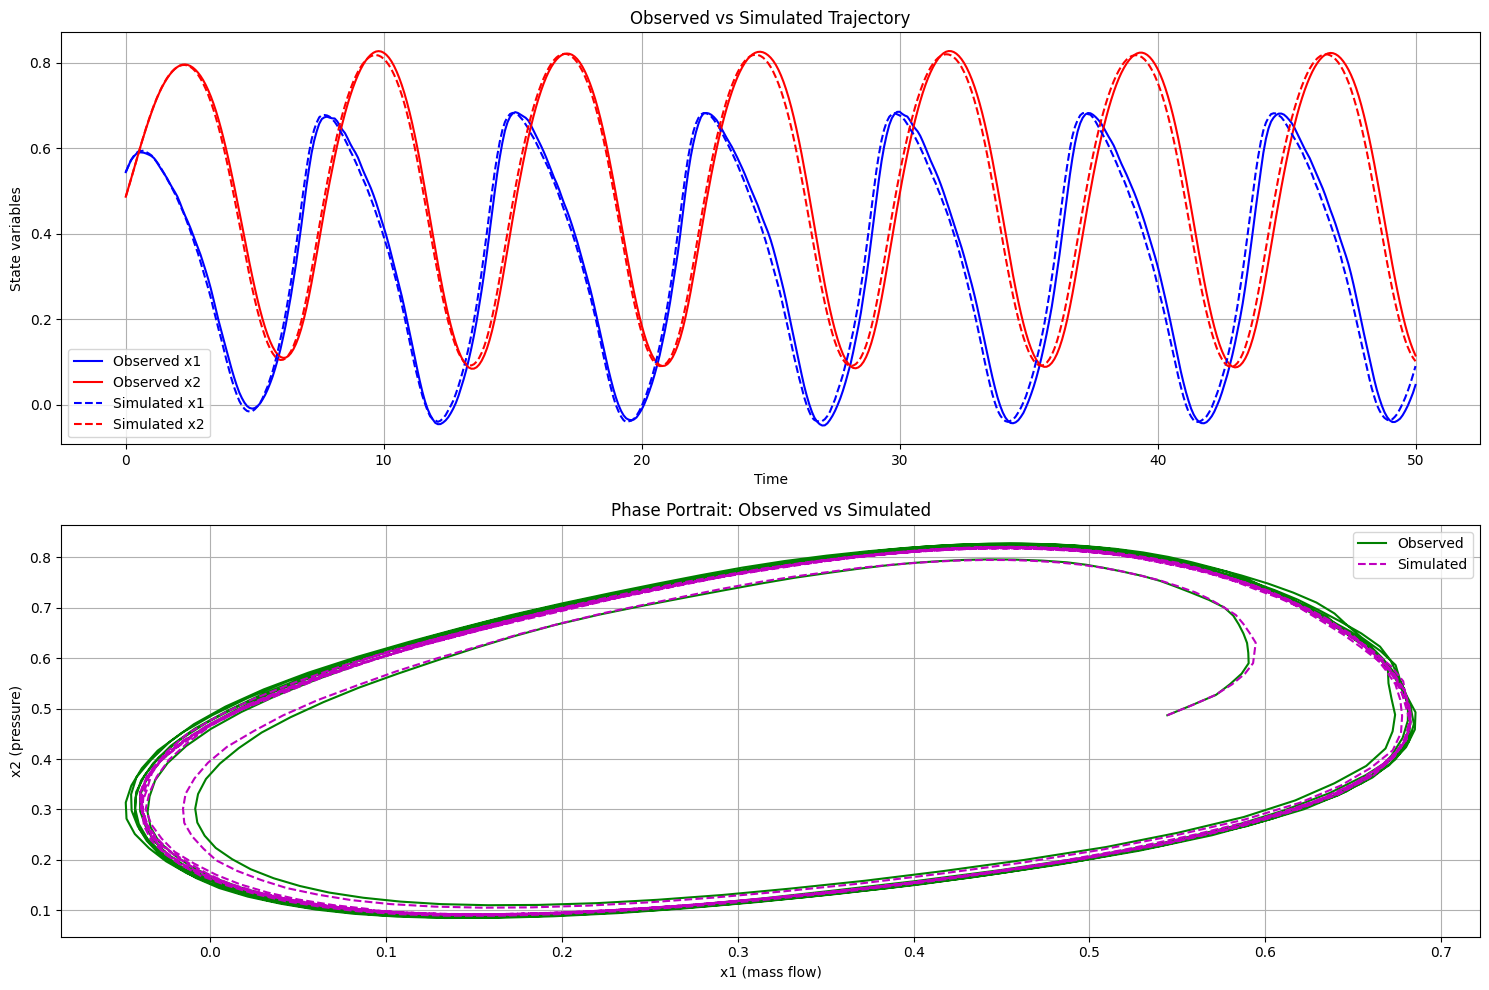 Observed vs Simulated Trajectory
State variables
0.8
0.6
0.4
0.2
0.0
Observed x1
Observed x2
Simulated x1
Simulated x2
0 10 20 30 40 50
Time
Phase Portrait: Observed vs Simulated
x2 (pressure)
0.8
0.7
0.6
0.5
0.4
0.3
0.2
0.1
Observed
Simulated
0.0 0.1 0.2 0.3 0.4 0.5 0.6 0.7
x1 (mass flow)